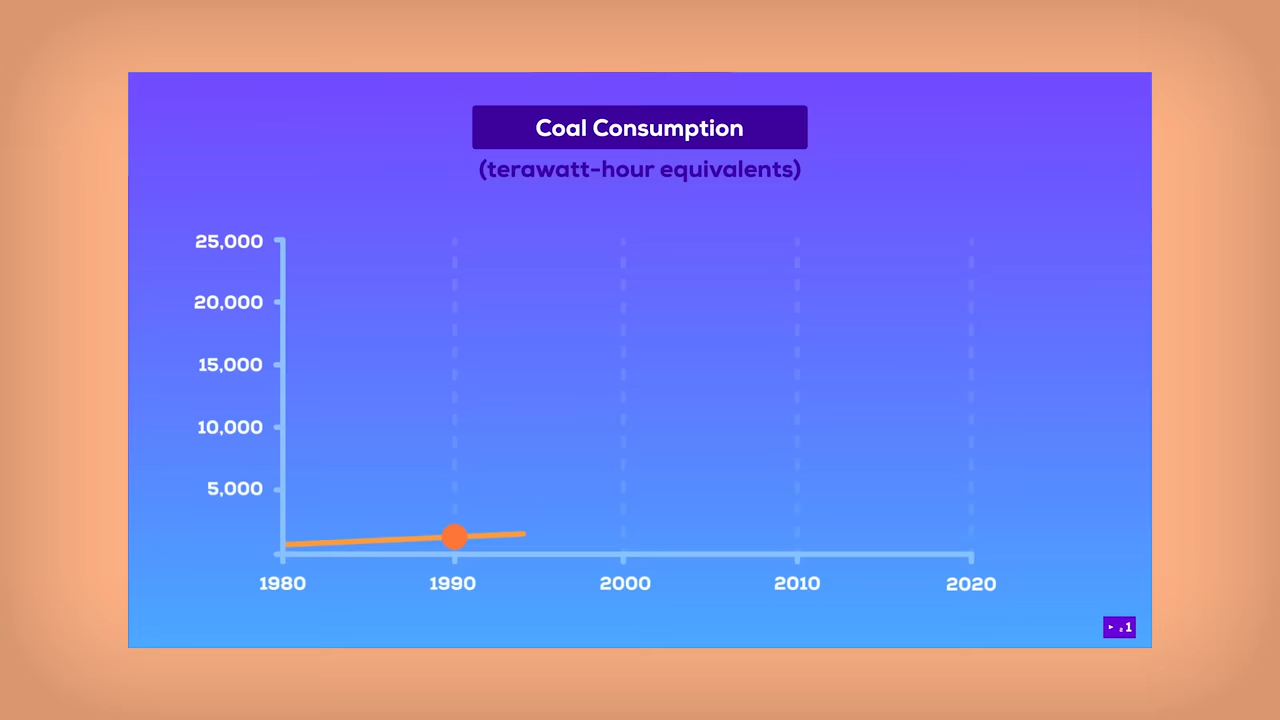 Coal Consumption
(terawatt-hour equivalents)
25,000
20,000
15,000
10,000
5,000
1980 1990 2000 2010 2020
1